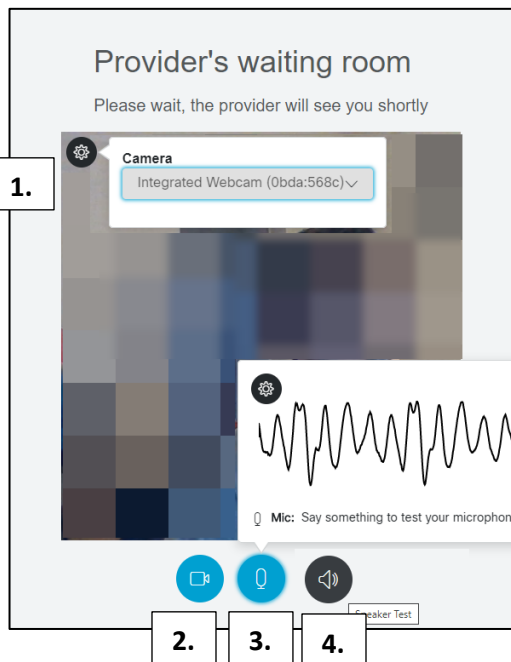 Provider's waiting room
Please wait, the provider will see you shortly
1.
Camera
Integrated Webcam (0bda:568c)
Mic: Say something to test your microphon
Speaker Test
2.
3.
4.